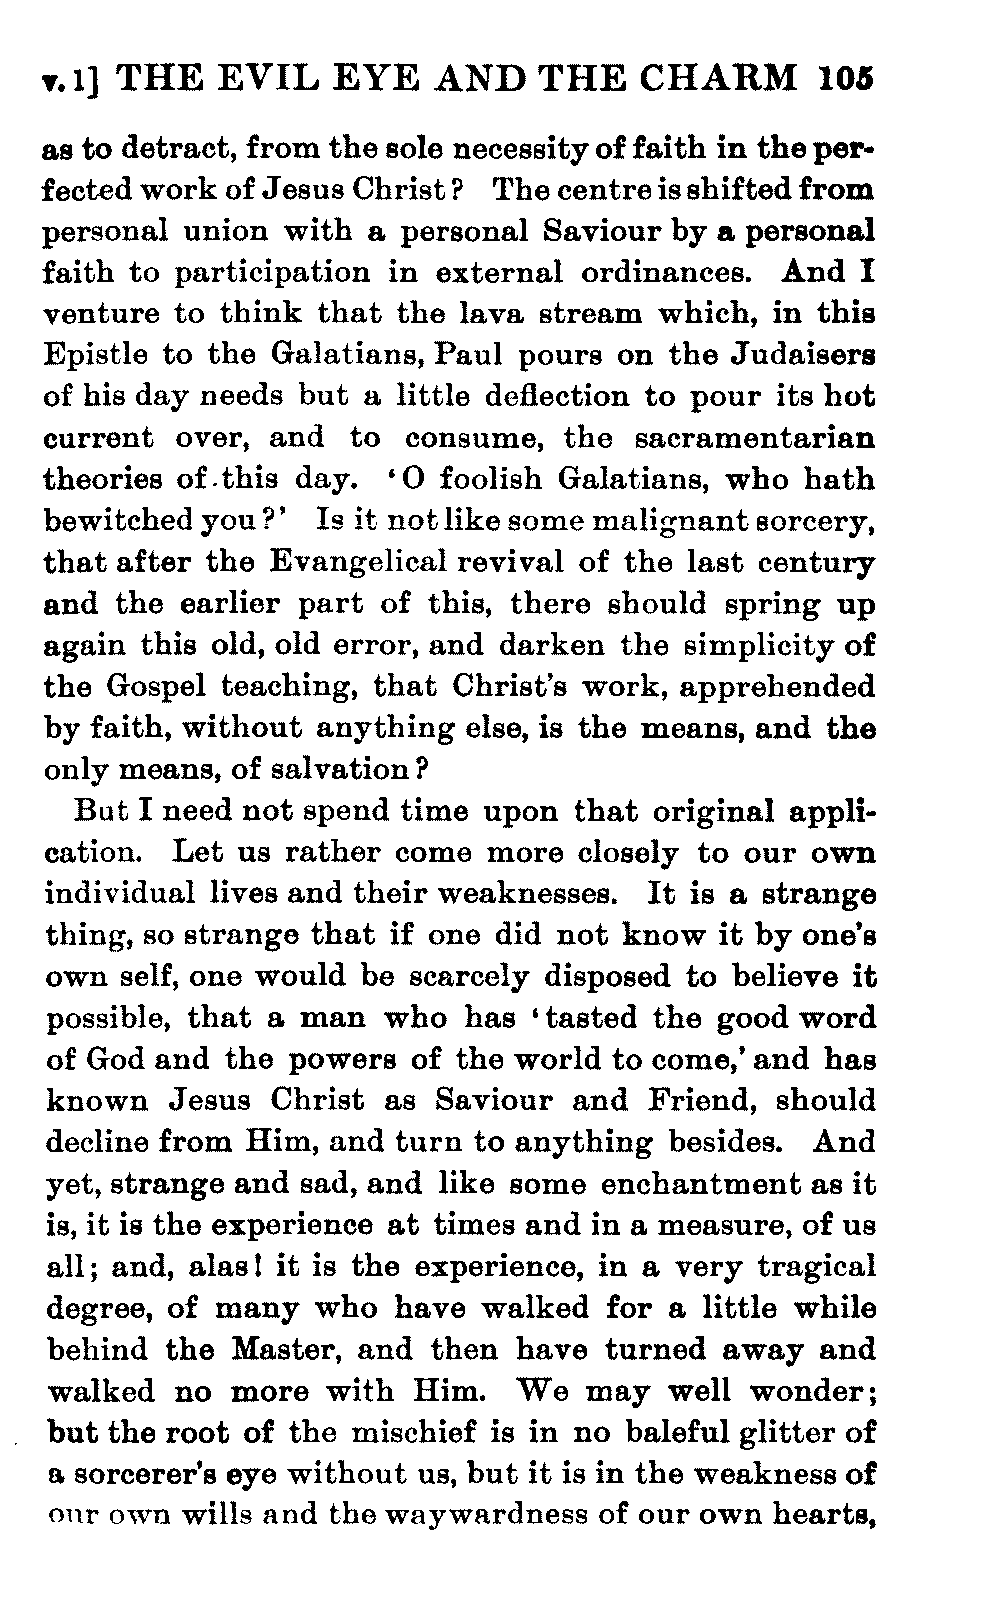 v. 1] THE EVIL EYE AND THE CHARM 105
as to detract, from the sole necessity of faith in the per-
fected work of Jesus Christ? The centre is shifted from
personal union with a personal Saviour by a personal
faith to participation in external ordinances. And I
venture to think that the lava stream which, in this
Epistle to the Galatians, Paul pours on the Judaisers
of his day needs but a little deflection to pour its hot
current over, and to consume, the sacramentarian
theories of this day. ‘O foolish Galatians, who hath
bewitched you?’ Is it not like some malignant sorcery,
that after the Evangelical revival of the last century
and the earlier part of this, there should spring up
again this old, old error, and darken the simplicity of
the Gospel teaching, that Christ’s work, apprehended
by faith, without anything else, is the means, and the
only means, of salvation?
But I need not spend time upon that original appli-
cation. Let us rather come more closely to our own
individual lives and their weaknesses. It is a strange
thing, so strange that if one did not know it by one’s
own self, one would be scarcely disposed to believe it
possible, that a man who has ‘tasted the good word
of God and the powers of the world to come,’ and has
known Jesus Christ as Saviour and Friend, should
decline from Him, and turn to anything besides. And
yet, strange and sad, and like some enchantment as it
is, it is the experience at times and in a measure, of us
all; and, alas! it is the experience, in a very tragical
degree, of many who have walked for a little while
behind the Master, and then have turned away and
walked no more with Him. We may well wonder;
but the root of the mischief is in no baleful glitter of
a sorcerer’s eye without us, but it is in the weakness of
our own wills and the waywardness of our own hearts,